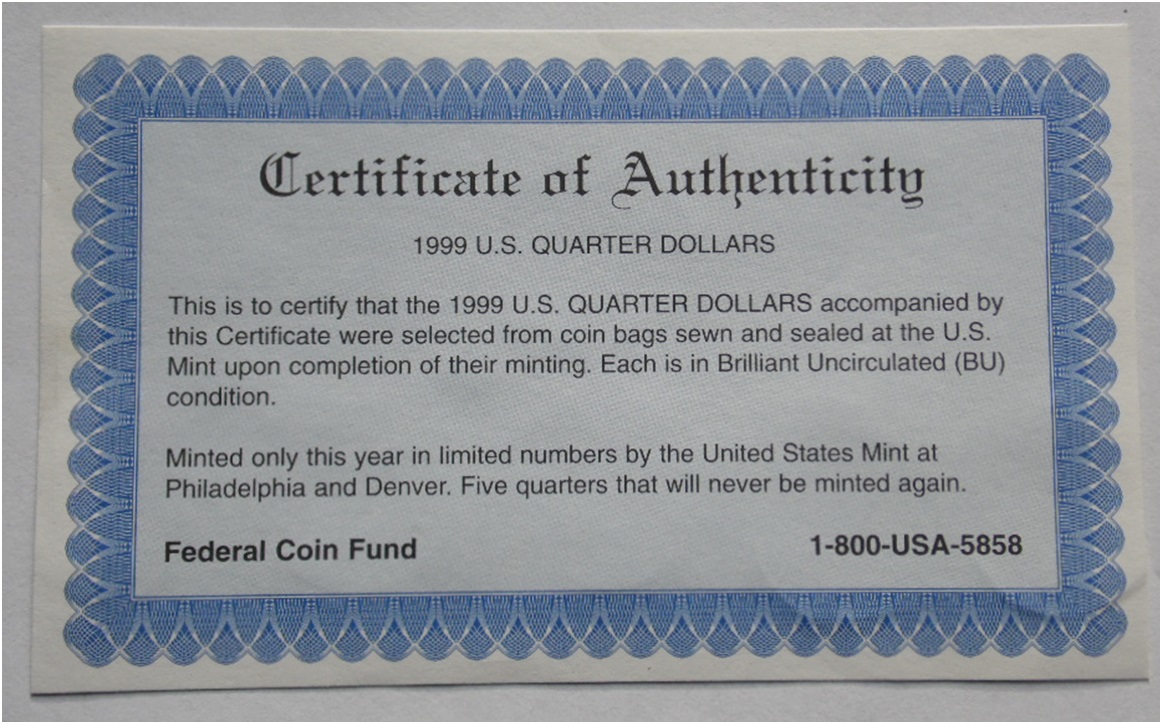 Certificate of Authenticity
1999 U.S. QUARTER DOLLARS
This is to certify that the 1999 U.S. QUARTER DOLLARS accompanied by
this Certificate were selected from coin bags sewn and sealed at the U.S.
Mint upon completion of their minting. Each is in Brilliant Uncirculated (BU)
condition.
Minted only this year in limited numbers by the United States Mint at
Philadelphia and Denver. Five quarters that will never be minted again.
Federal Coin Fund 1-800-USA-5858